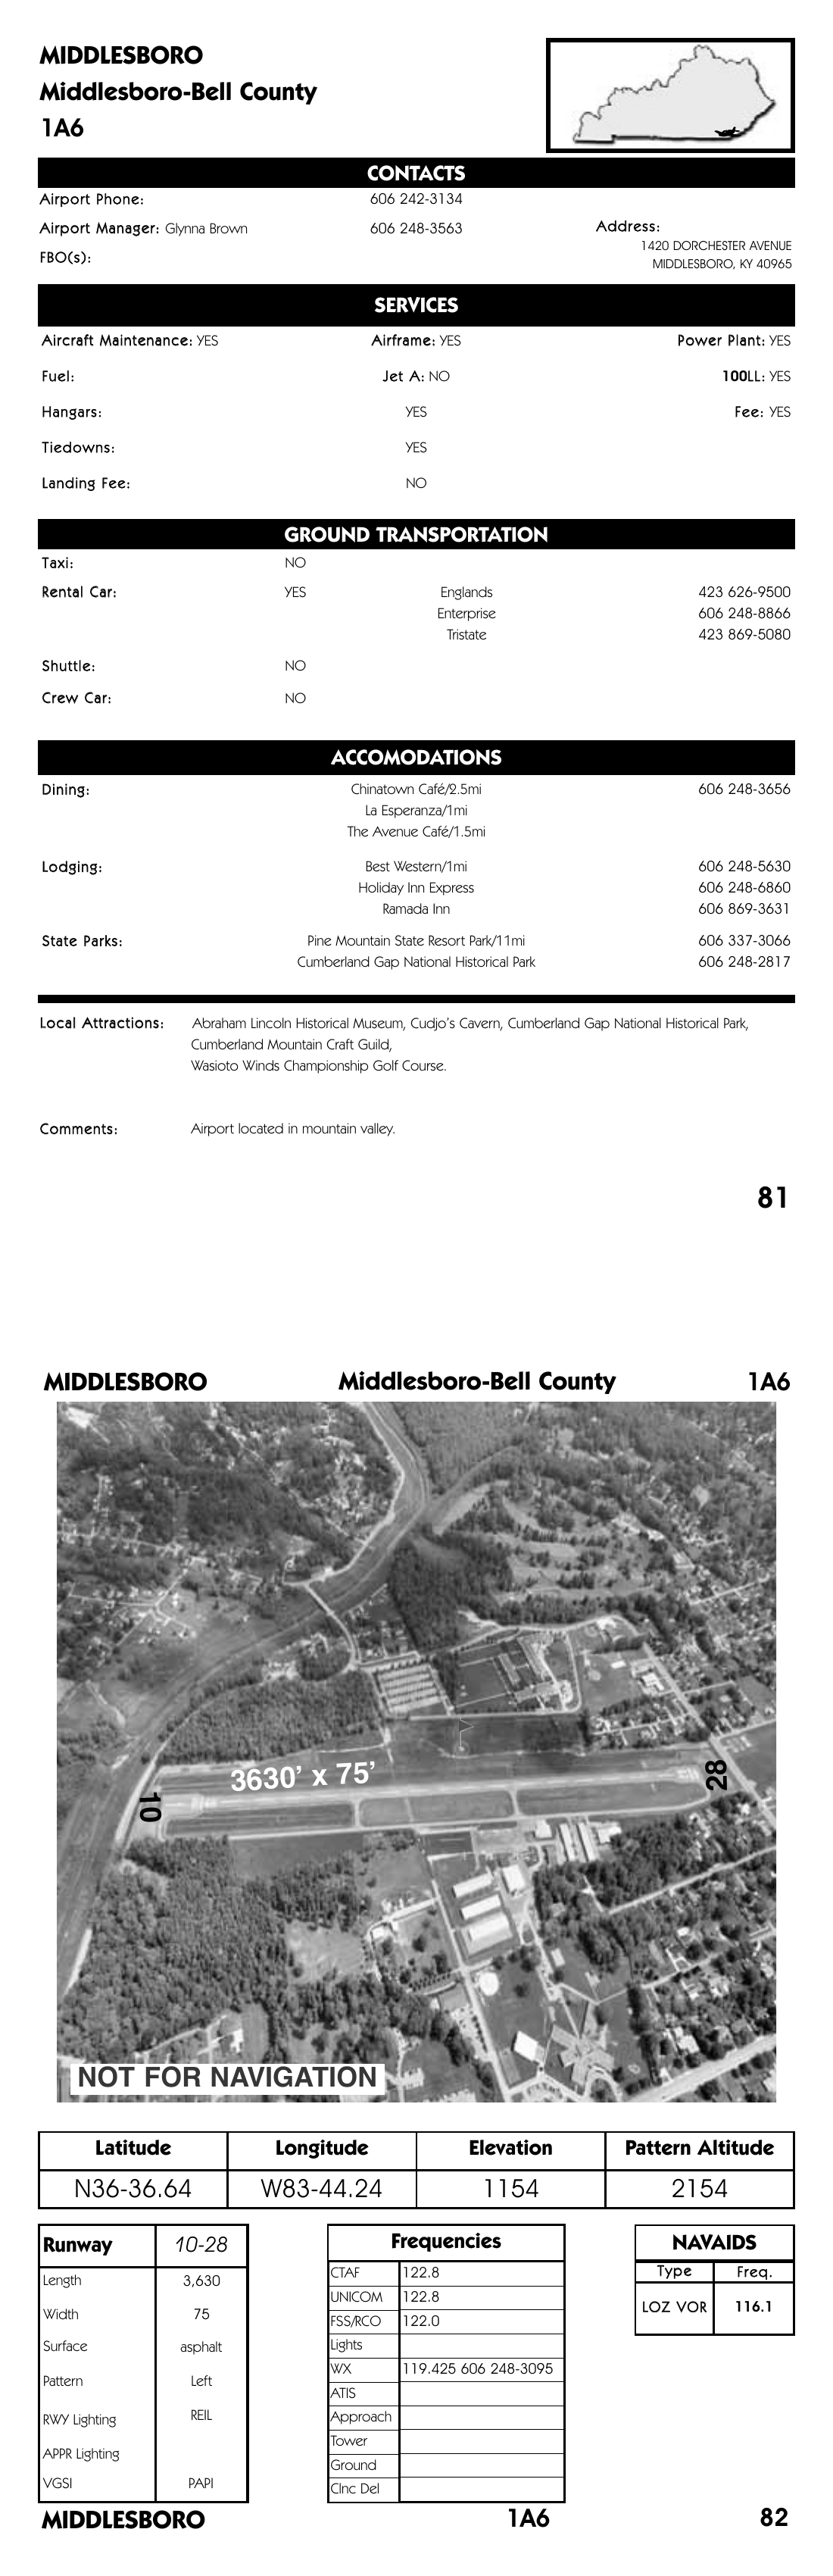 MIDDLESBORO
Middlesboro-Bell County
1A6
CONTACTS
Airport Phone: 606 242-3134
Airport Manager: Glynna Brown 606 248-3563 Address:
1420 DORCHESTER AVENUE
FBO(s):
MIDDLESBORO, KY 40965
SERVICES
Aircraft Maintenance: YES Airframe: YES Power Plant: YES
Fuel: Jet A: NO 100LL: YES
Hangars: YES Fee: YES
Tiedowns: YES
Landing Fee: NO
GROUND TRANSPORTATION
Taxi: NO
Rental Car: YES Englands 423 626-9500
Enterprise 606 248-8866
Tristate 423 869-5080
Shuttle: NO
Crew Car: NO
ACCOMODATIONS
Dining: Chinatown Café/2.5mi 606 248-3656
La Esperanza/1mi
The Avenue Café/1.5mi
Lodging: Best Western/1mi 606 248-5630
Holiday Inn Express 606 248-6860
Ramada Inn 606 869-3631
State Parks: Pine Mountain State Resort Park/11mi 606 337-3066
Cumberland Gap National Historical Park 606 248-2817
Local Attractions: Abraham Lincoln Historical Museum, Cudjo's Cavern, Cumberland Gap National Historical Park,
Cumberland Mountain Craft Guild,
Wasioto Winds Championship Golf Course.
Comments: Airport located in mountain valley.
81
MIDDLESBORO Middlesboro-Bell County 1A6
3630' x 75'
28
10
NOT FOR NAVIGATION
Latitude Longitude Elevation Pattern Altitude
N36-36.64 W83-44.24 1154 2154
Runway 10-28
Length 3,630
Width 75
Surface asphalt
Pattern Left
RWY Lighting REIL
APPR Lighting
VGSI PAPI
Frequencies
CTAF 122.8
UNICOM 122.8
FSS/RCO 122.0
Lights
WX 119.425 606 248-3095
ATIS
Approach
Tower
Ground
Clnc Del
NAVAIDS
Type Freq.
LOZ VOR 116.1
MIDDLESBORO 1A6 82